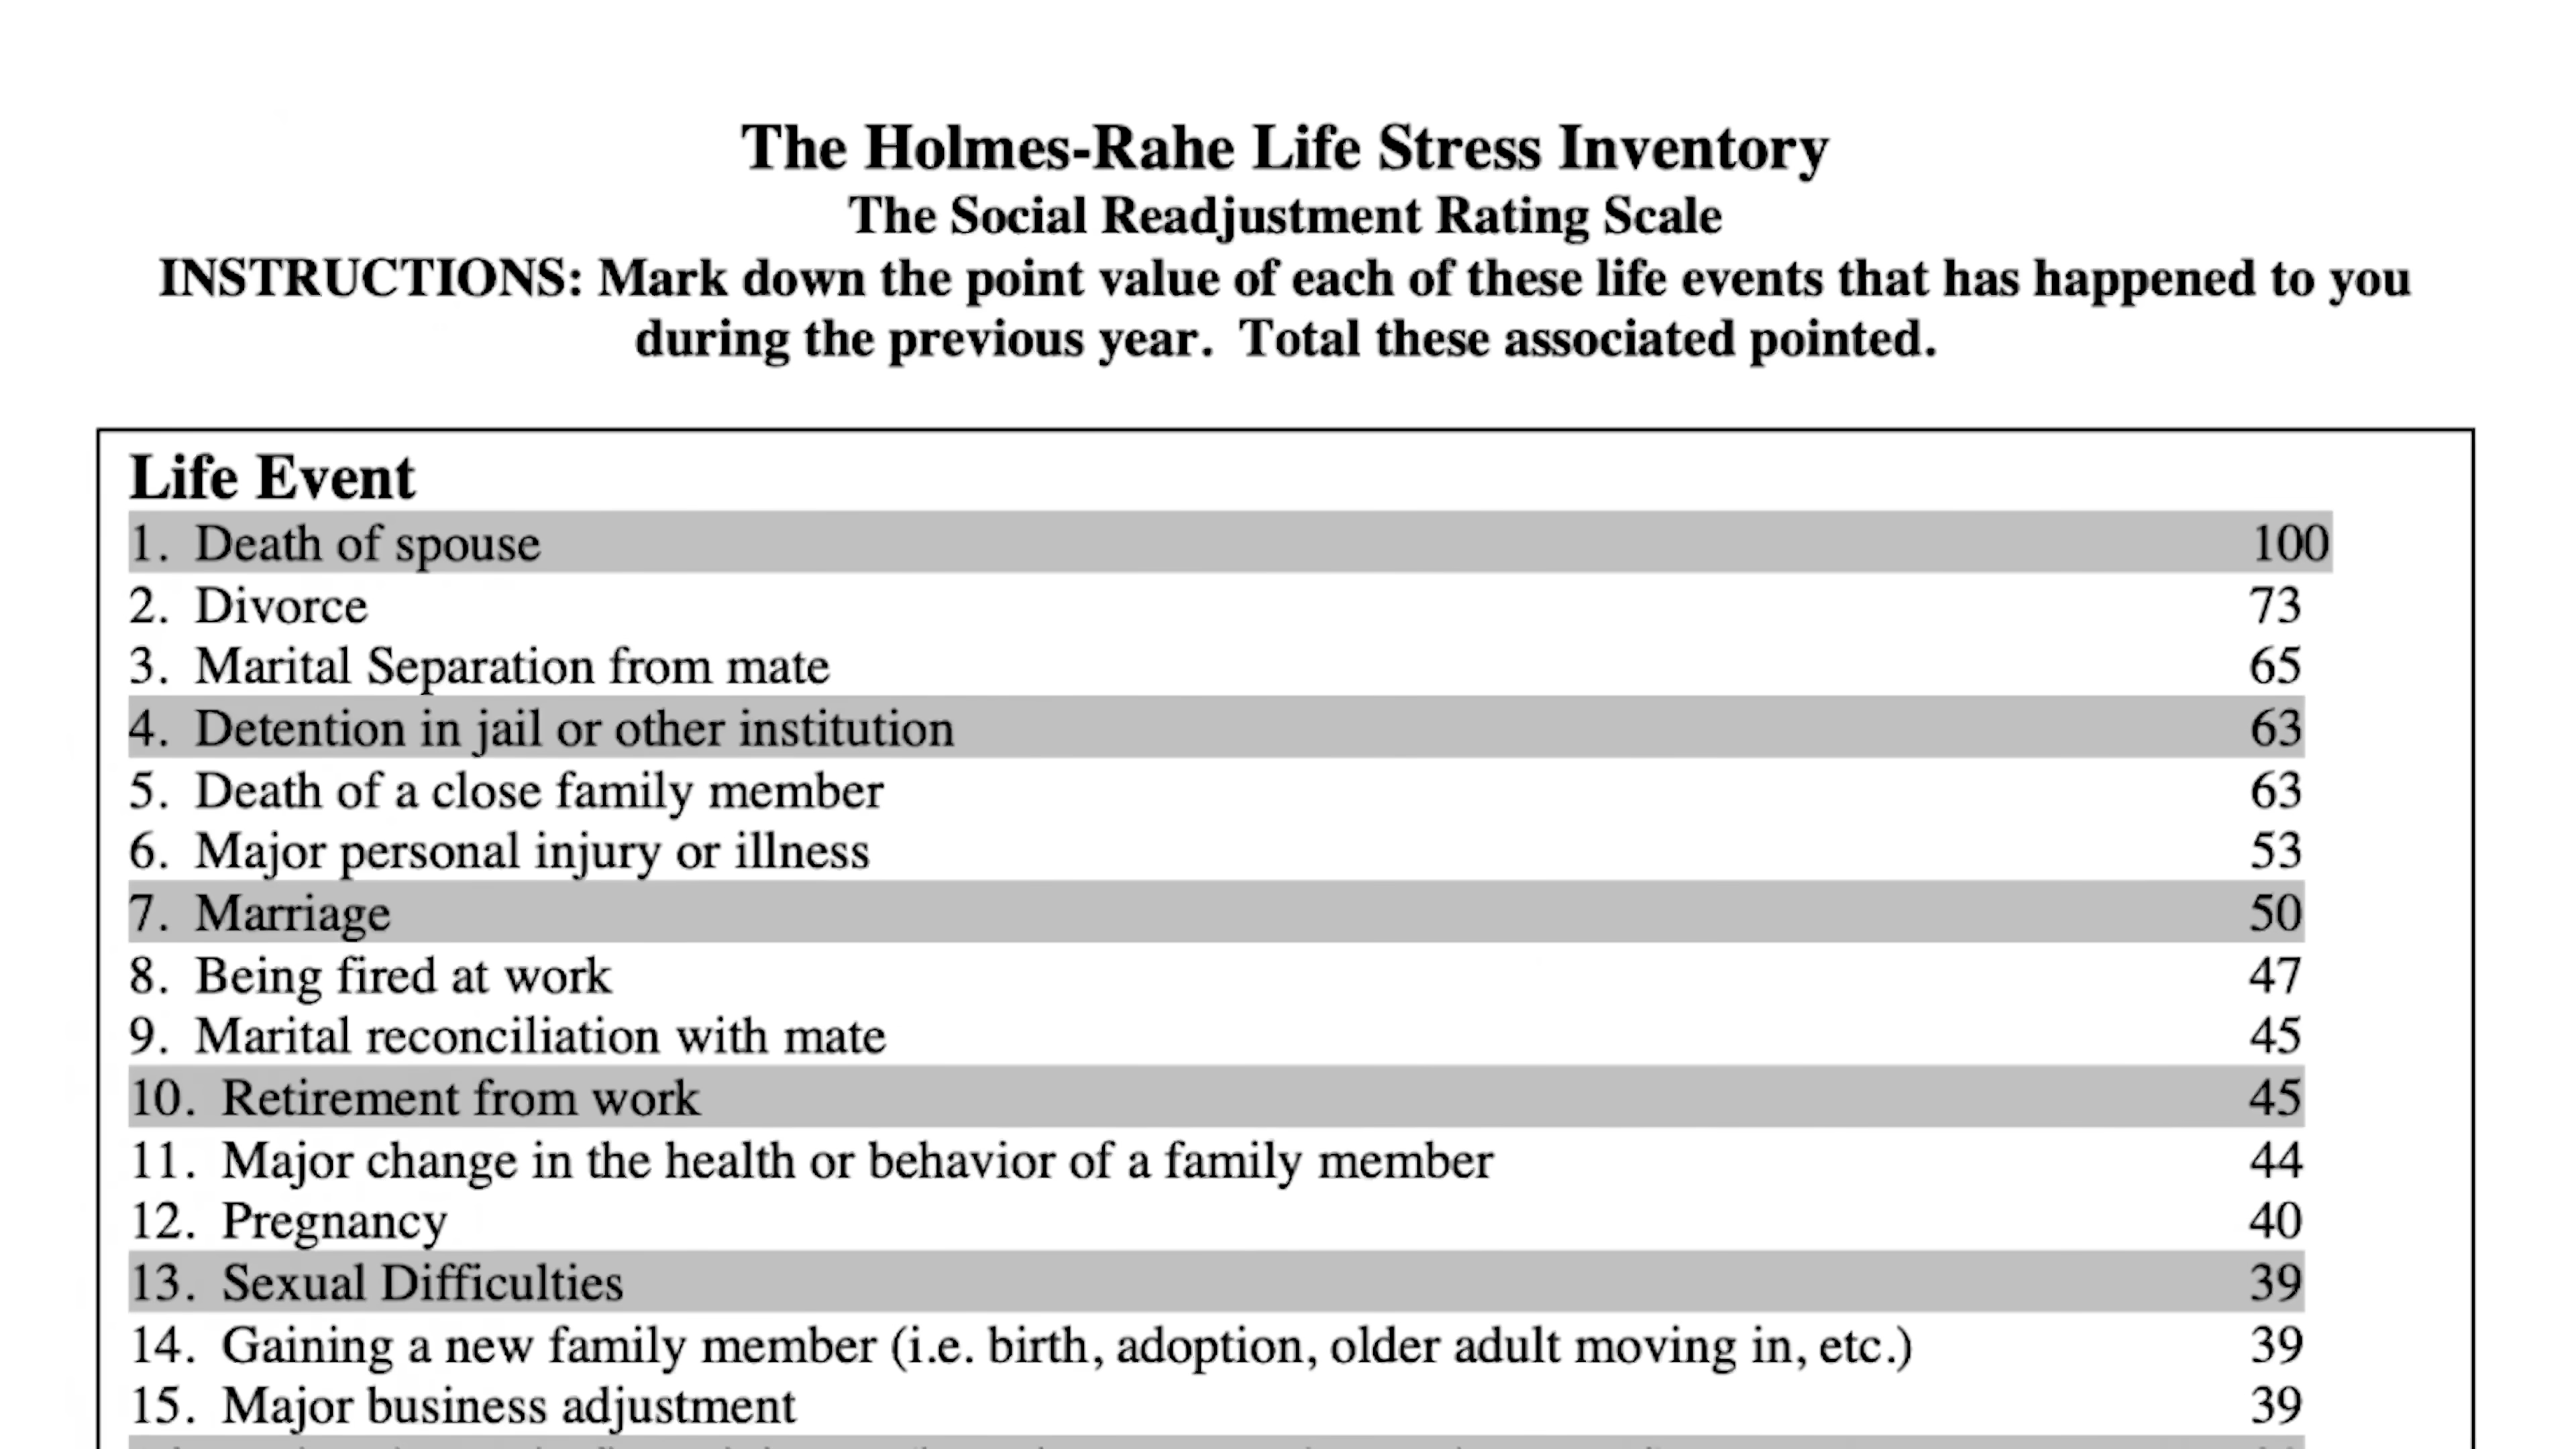 The Holmes-Rahe Life Stress Inventory
The Social Readjustment Rating Scale
INSTRUCTIONS: Mark down the point value of each of these life events that has happened to you
during the previous year.  Total these associated pointed.
Life Event
1. Death of spouse 100
2. Divorce 73
3. Marital Separation from mate 65
4. Detention in jail or other institution 63
5. Death of a close family member 63
6. Major personal injury or illness 53
7. Marriage 50
8. Being fired at work 47
9. Marital reconciliation with mate 45
10. Retirement from work 45
11. Major change in the health or behavior of a family member 44
12. Pregnancy 40
13. Sexual Difficulties 39
14. Gaining a new family member (i.e. birth, adoption, older adult moving in, etc.) 39
15. Major business adjustment 39